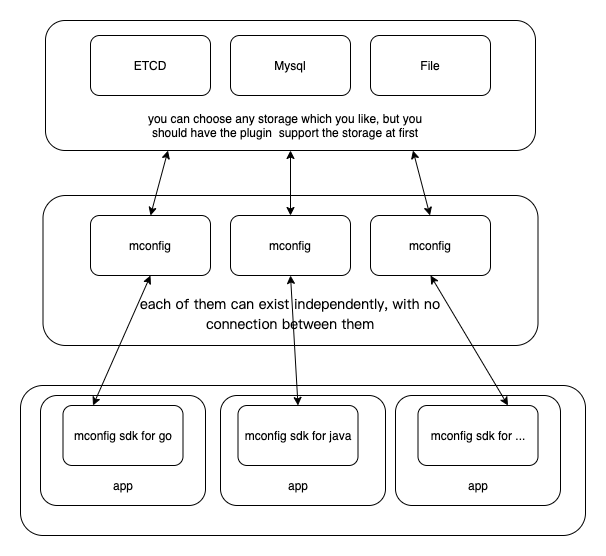 ETCD
Mysql
File
you can choose any storage which you like, but you
should have the plugin support the storage at first
mconfig
mconfig
mconfig
each of them can exist independently, with no
connection between them
mconfig sdk for go
mconfig sdk for java
mconfig sdk for ...
app
app
app